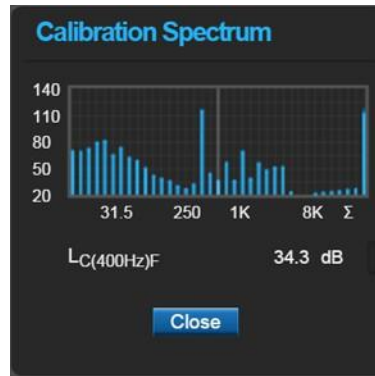 Calibration Spectrum
140
110
80
50
20
31.5 250 1K 8K Σ
LC(400Hz)F 34.3 dB
Close